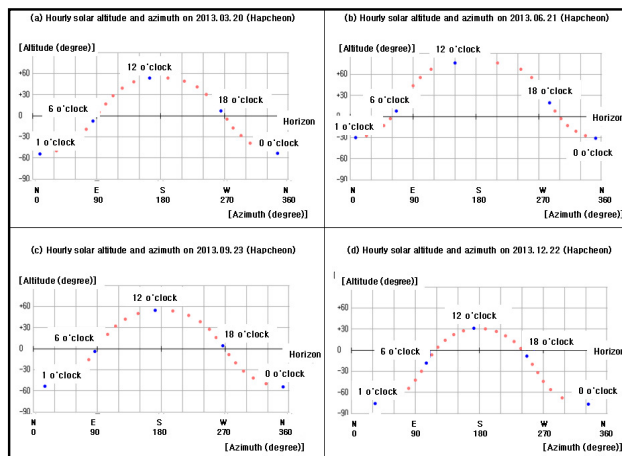 (a) Hourly solar altitude and azimuth on 2013.03.20 (Hapcheon)
[Altitude (degree)]
12 o'clock
+60
+30
6 o'clock
18 o'clock
0
Horizon
-30
1 o'clock
0 o'clock
-60
-90
N E S W N
0 90 180 270 360
[Azimuth (degree)]
(b) Hourly solar altitude and azimuth on 2013.06.21 (Hapcheon)
[Altitude (degree)]
12 o'clock
+60
+30
6 o'clock
18 o'clock
0
1 o'clock
Horizon
-30
0 o'clock
-60
-90
N E S W N
0 90 180 270 360
[Azimuth (degree)]
(c) Hourly solar altitude and azimuth on 2013.09.23 (Hapcheon)
[Altitude (degree)]
12 o'clock
+60
+30
6 o'clock
18 o'clock
0
Horizon
-30
1 o'clock
0 o'clock
-60
-90
N E S W N
0 90 180 270 360
[Azimuth (degree)]
(d) Hourly solar altitude and azimuth on 2013.12.22 (Hapcheon)
[Altitude (degree)]
+60
12 o'clock
+30
18 o'clock
6 o'clock
0
Horizon
-30
1 o'clock
0 o'clock
-60
-90
N E S W N
0 90 180 270 360
[Azimuth (degree)]